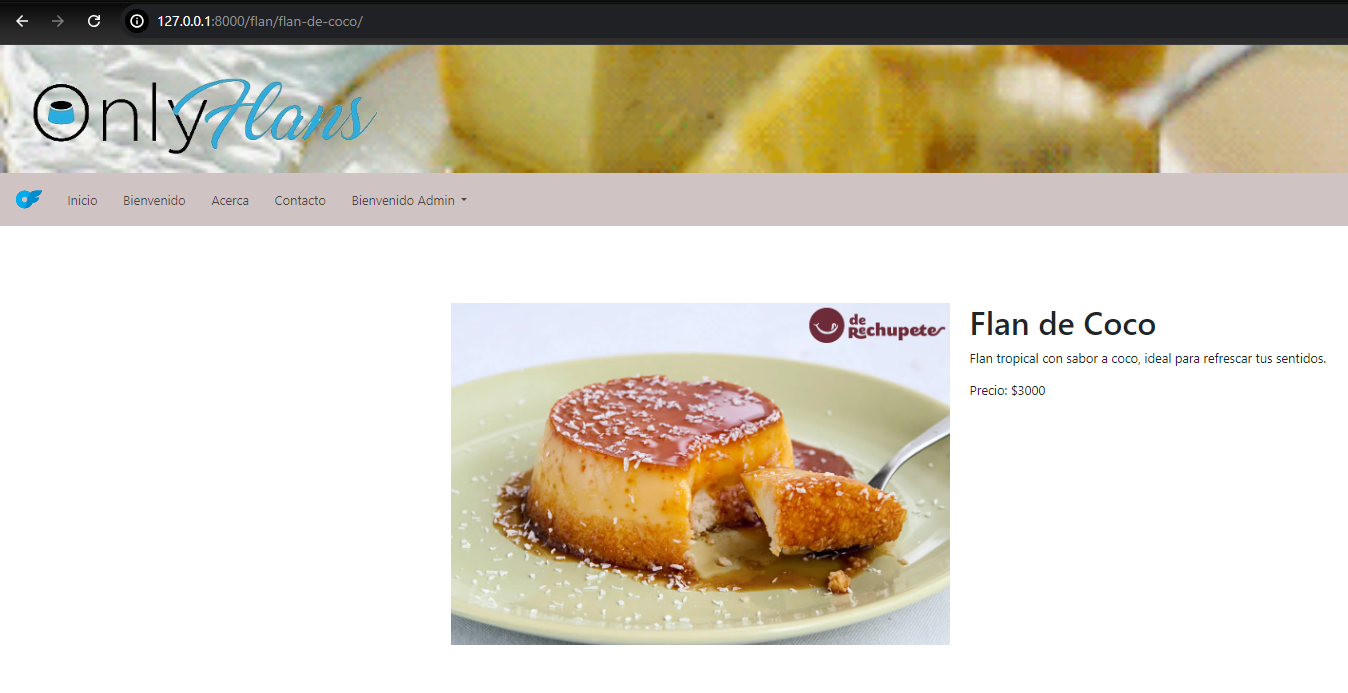 127.0.0.1:8000/flan/flan-de-coco/
OnlyFlans
Inicio Bienvenido Acerca Contacto Bienvenido Admin
de
Rechupete
Flan de Coco
Flan tropical con sabor a coco, ideal para refrescar tus sentidos.
Precio: $3000